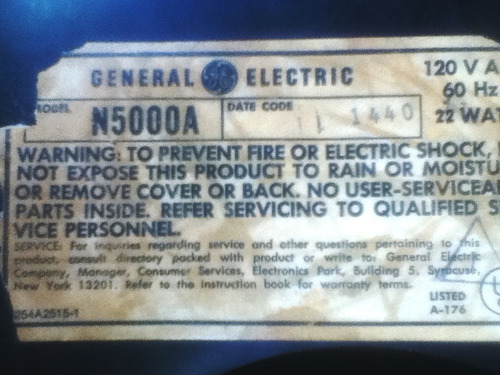 GENERAL GE ELECTRIC
120 V A
60 Hz
22 WAT
MODEL
N5000A
DATE CODE
1440
WARNING: TO PREVENT FIRE OR ELECTRIC SHOCK,
NOT EXPOSE THIS PRODUCT TO RAIN OR MOISTU
OR REMOVE COVER OR BACK. NO USER-SERVICEA
PARTS INSIDE. REFER SERVICING TO QUALIFIED S
VICE PERSONNEL.
SERVICE: For inquiries regarding service and other questions pertaining to this
product, consult directory packed with product or write to: General Electric
Company, Manager, Consumer Services, Electronics Park, Building 5, Syracuse,
New York 13201. Refer to the instruction book for warranty terms.
LISTED
A-176
254A2515-1